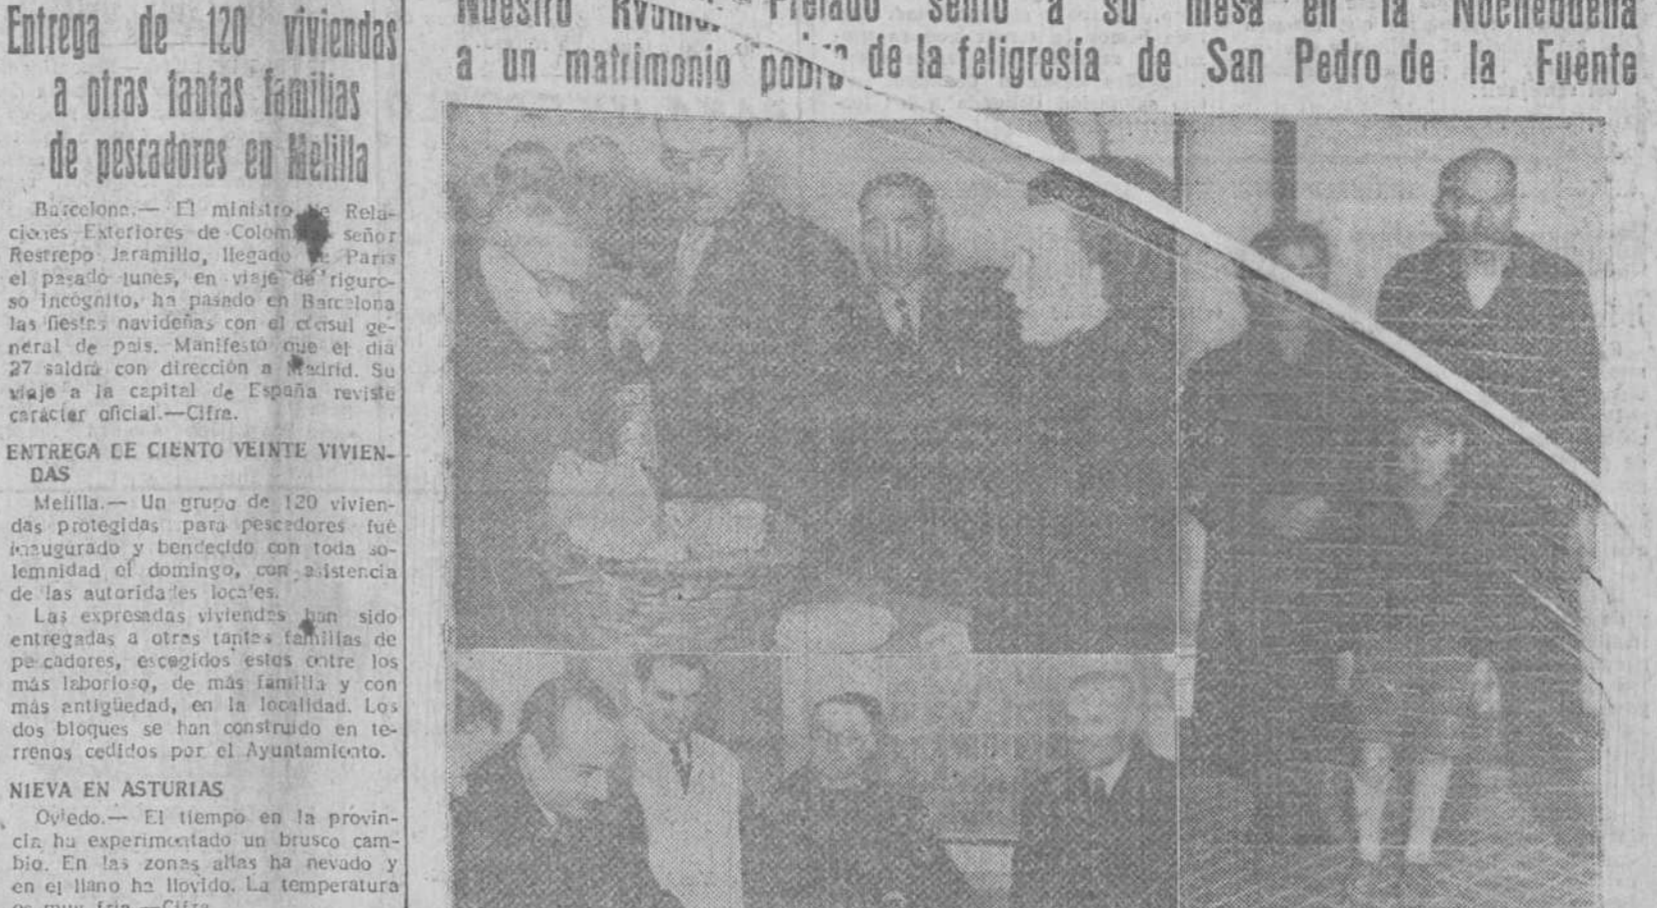 Entrega de 120 viviendas
a otras tantas familias
de pescadores en Melilla
Barcelona.— El ministro de Rela-
ciones Exteriores de Colombia señor
Restrepo Jaramillo, llegado de París
el pasado lunes, en viaje de riguro-
so incógnito, ha pasado en Barcelona
las fiestas navideñas con el cónsul ge-
neral de país. Manifestó que el día
27 saldrá con dirección a Madrid. Su
viaje a la capital de España reviste
carácter oficial.—Cifra.
ENTREGA DE CIENTO VEINTE VIVIEN-
DAS
Melilla.— Un grupo de 120 vivien-
das protegidas para pescadores fué
inaugurado y bendecido con toda so-
lemnidad el domingo, con asistencia
de las autoridades locales.
Las expresadas viviendas han sido
entregadas a otras tantas familias de
pescadores, escogidos estos entre los
más laborioso, de más familia y con
más antigüedad, en la localidad. Los
dos bloques se han construído en te-
rrenos cedidos por el Ayuntamiento.
NIEVA EN ASTURIAS
Oviedo.— El tiempo en la provin-
cia ha experimentado un brusco cam-
bio. En las zonas altas ha nevado y
en el llano ha llovido. La temperatura
es muy fría.—Cifra.
Nuestro Rvdmo. Prelado sentó a su mesa en la Nochebuena
a un matrimonio pobre de la feligresía de San Pedro de la Fuente